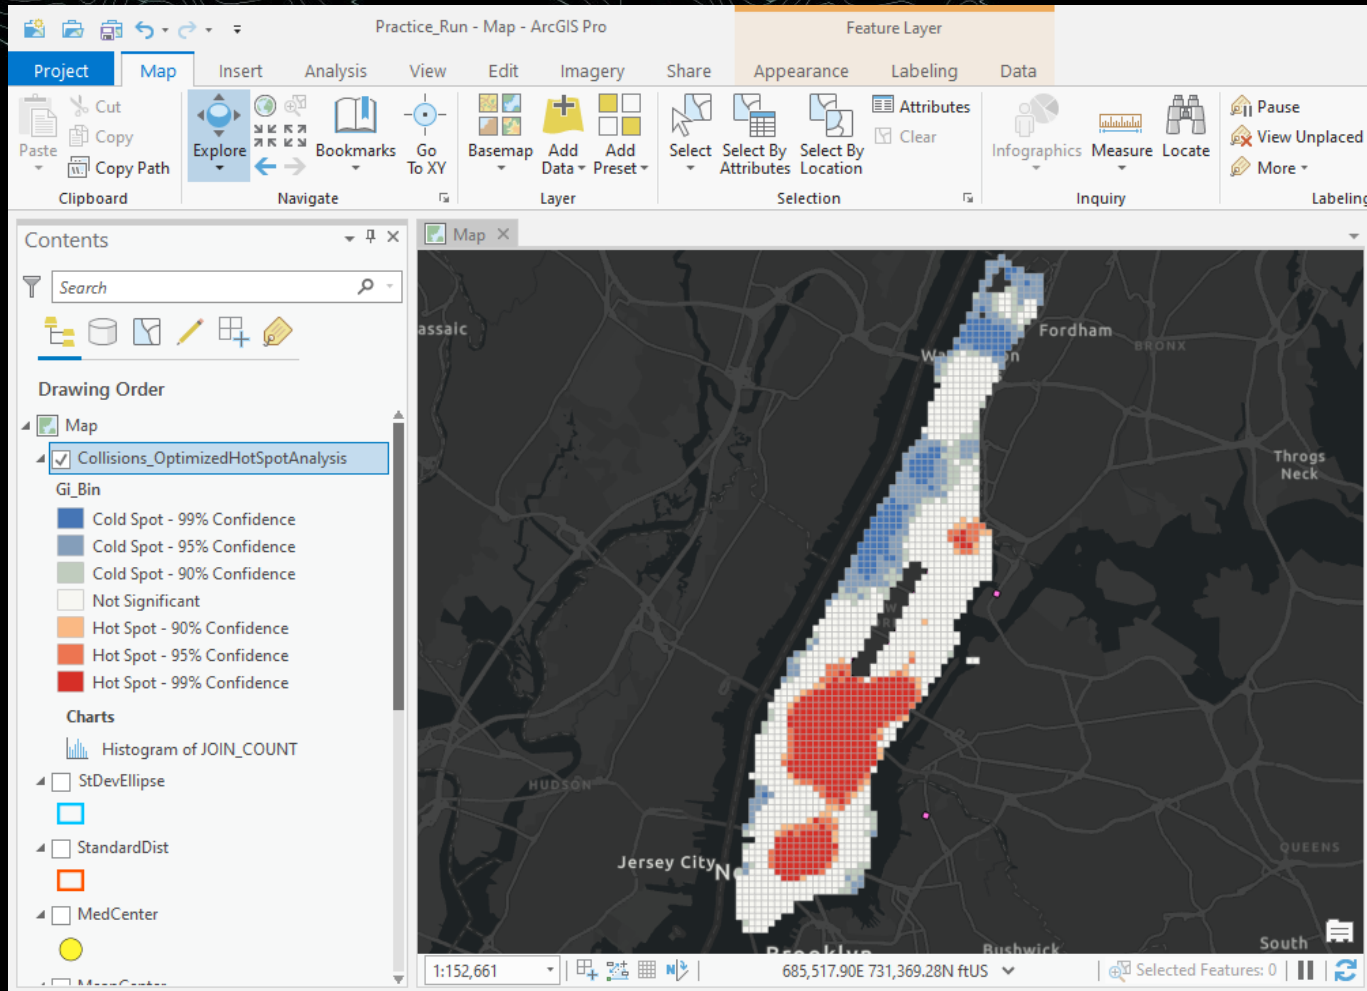 Practice_Run - Map - ArcGIS Pro
Feature Layer
Project Map Insert Analysis View Edit Imagery Share Appearance Labeling Data
Cut
Copy
Copy Path
Paste
Clipboard
Explore
Bookmarks
Go
To XY
Navigate
Basemap
Add
Data
Add
Preset
Layer
Select
Select By
Attributes
Select By
Location
Attributes
Clear
Selection
Infographics
Measure
Locate
Inquiry
Pause
View Unplaced
More
Labeling
Contents
Search
Drawing Order
Map
Collisions_OptimizedHotSpotAnalysis
Gi_Bin
Cold Spot - 99% Confidence
Cold Spot - 95% Confidence
Cold Spot - 90% Confidence
Not Significant
Hot Spot - 90% Confidence
Hot Spot - 95% Confidence
Hot Spot - 99% Confidence
Charts
Histogram of JOIN_COUNT
StDevEllipse
StandardDist
MedCenter
Map
assaic
Fordham
BRONX
Throgs
Neck
HUDSON
Jersey City
QUEENS
Brooklyn
Bushwick
South
1:152,661
685,517.90E 731,369.28N ftUS
Selected Features: 0